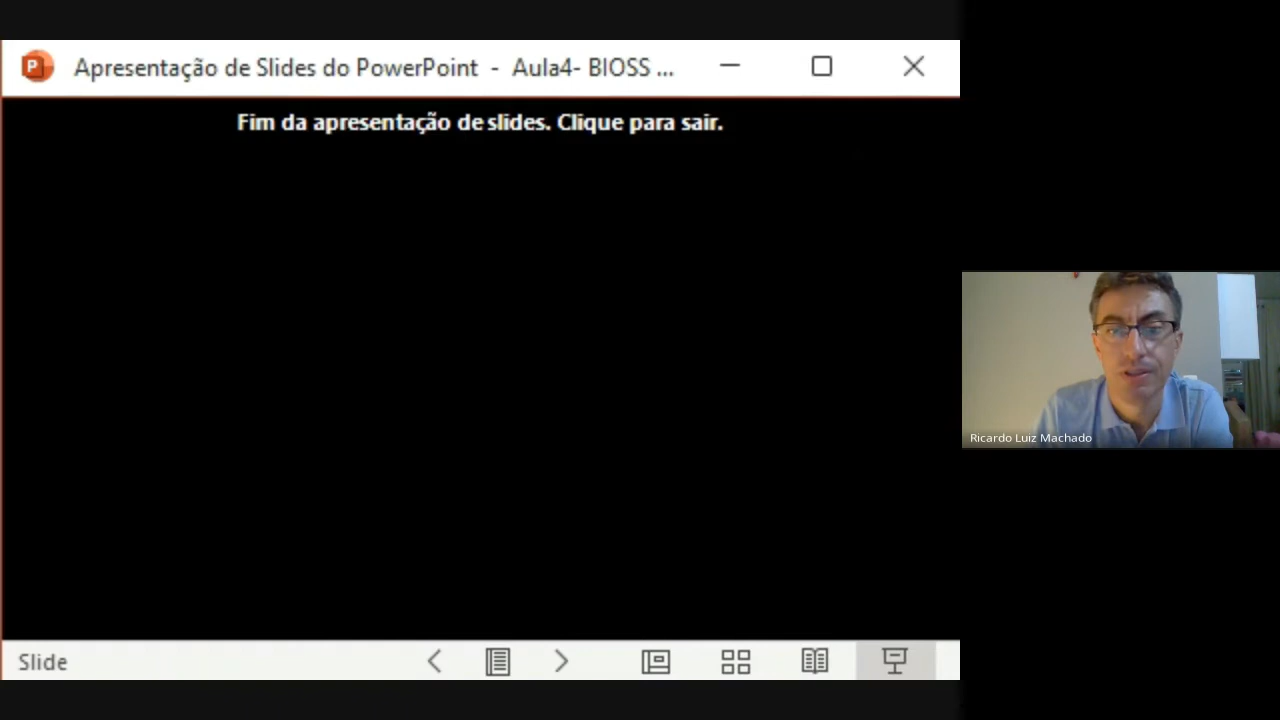 Apresentação de Slides do PowerPoint - Aula4- BIOSS ...
Fim da apresentação de slides. Clique para sair.
Ricardo Luiz Machado
Slide